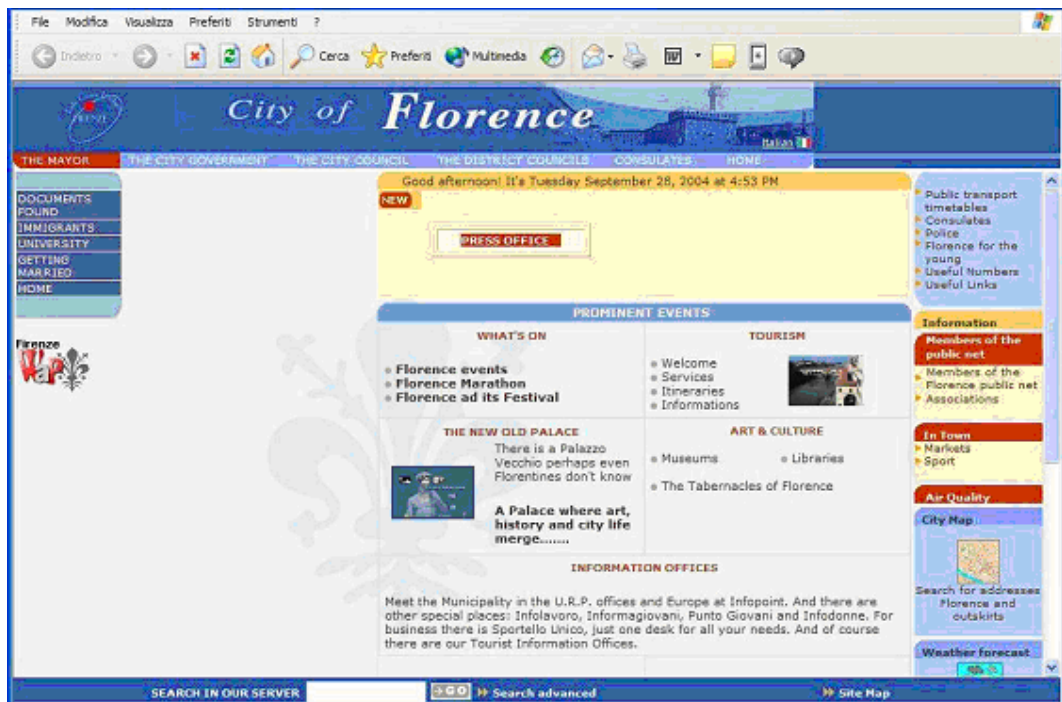 File Modifica Visualizza Preferiti Strumenti ?
Indietro Cerca Preferiti Multimedia
City of Florence
Italian
THE MAYOR THE CITY GOVERNMENT THE CITY COUNCIL THE DISTRICT COUNCILS CONSULATES HOME
DOCUMENTS
FOUND
IMMIGRANTS
UNIVERSITY
GETTING
MARRIED
HOME
Firenze
Wap
Good afternoon! It's Tuesday September 28, 2004 at 4:53 PM
NEW
PRESS OFFICE
PROMINENT EVENTS
WHAT'S ON
Florence events
Florence Marathon
Florence ad its Festival
TOURISM
Welcome
Services
Itineraries
Informations
THE NEW OLD PALACE
There is a Palazzo
Vecchio perhaps even
Florentines don't know
A Palace where art,
history and city life
merge.......
ART & CULTURE
Museums Libraries
The Tabernacles of Florence
INFORMATION OFFICES
Meet the Municipality in the U.R.P. offices and Europe at Infopoint. And there are
other special places: Infolavoro, Informagiovani, Punto Giovani and Infodonne. For
business there is Sportello Unico, just one desk for all your needs. And of course
there are our Tourist Information Offices.
Public transport
timetables
Consulates
Police
Florence for the
young
Useful Numbers
Useful Links
Information
Members of the
public net
Members of the
Florence public net
Associations
In Town
Markets
Sport
Air Quality
City Map
Search for addresses
Florence and
outskirts
Weather forecast
SEARCH IN OUR SERVER GO Search advanced Site Map